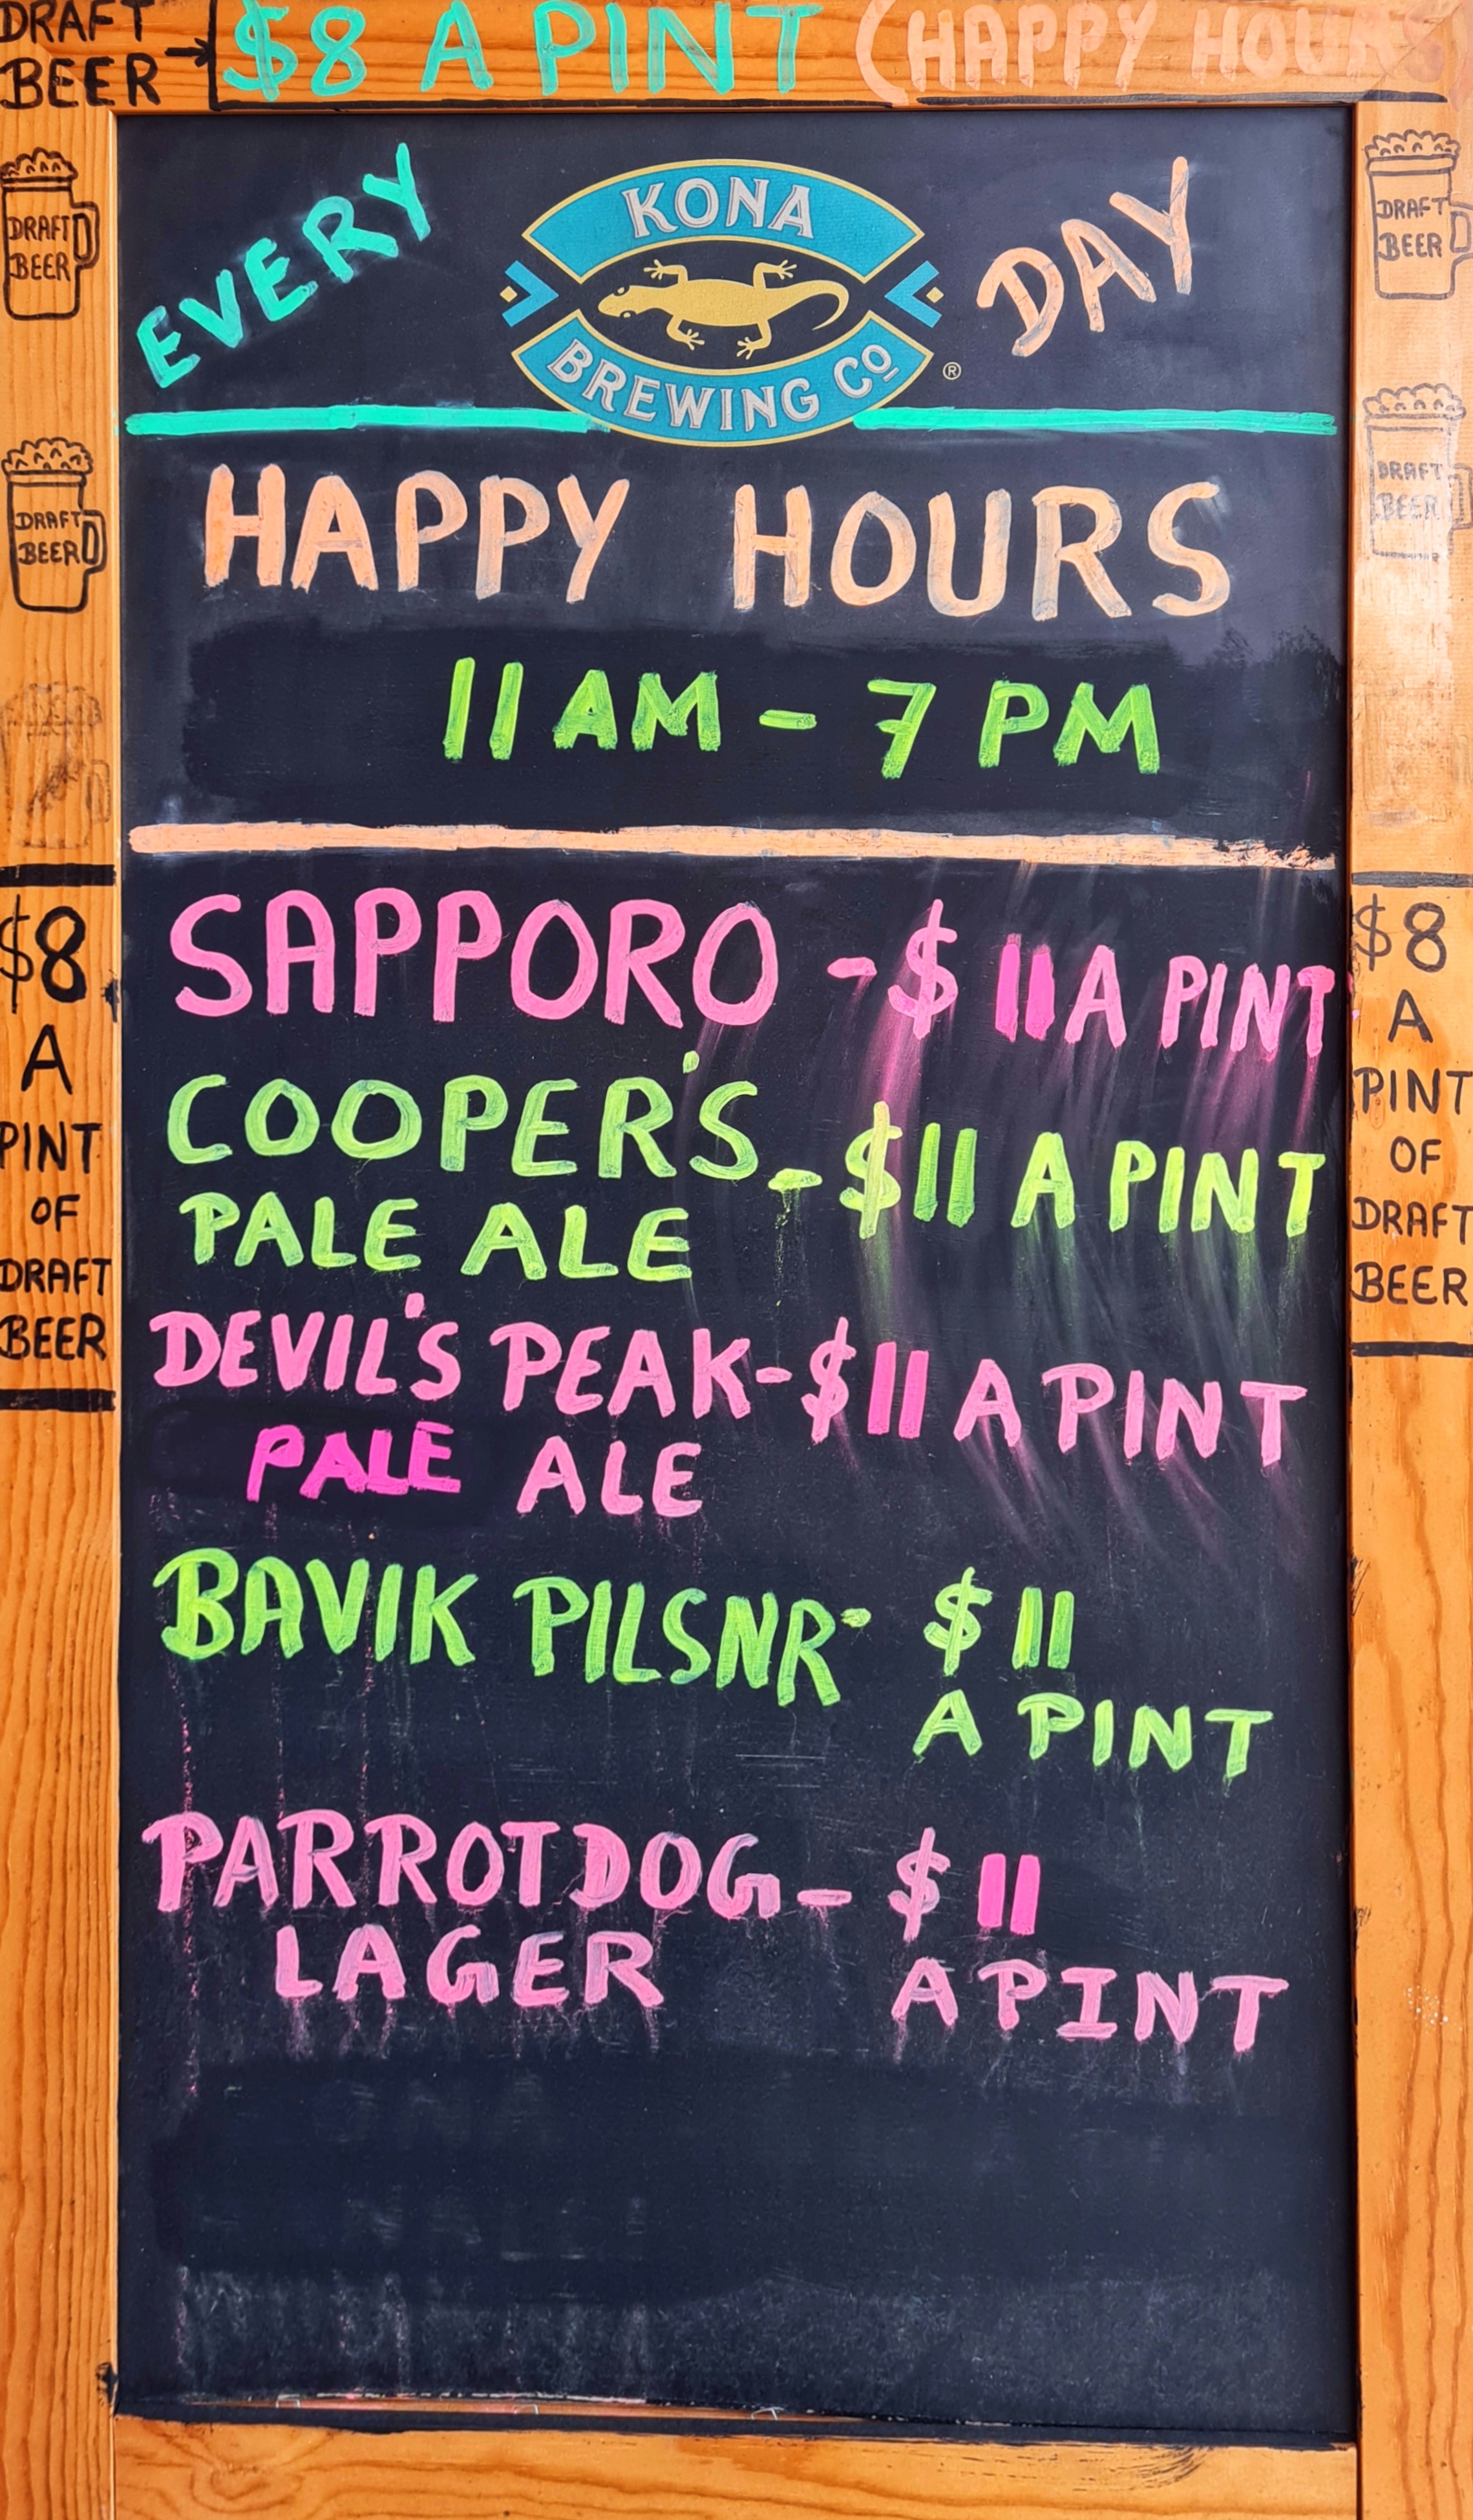 DRAFT
BEER
$8 A PINT (HAPPY HOURS
EVERY
KONA
BREWING CO
®
DAY
DRAFT
BEER
DRAFT
BEER
DRAFT
BEER
DRAFT
BEER
HAPPY HOURS
11 AM - 7 PM
SAPPORO - $ 11 A PINT
COOPER'S - $11 A PINT
PALE ALE
DEVIL'S PEAK - $11 A PINT
PALE ALE
BAVIK PILSNR - $ 11
A PINT
PARROTDOG - $ 11
LAGER A PINT
$8
A
PINT
OF
DRAFT
BEER
$8
A
PINT
OF
DRAFT
BEER